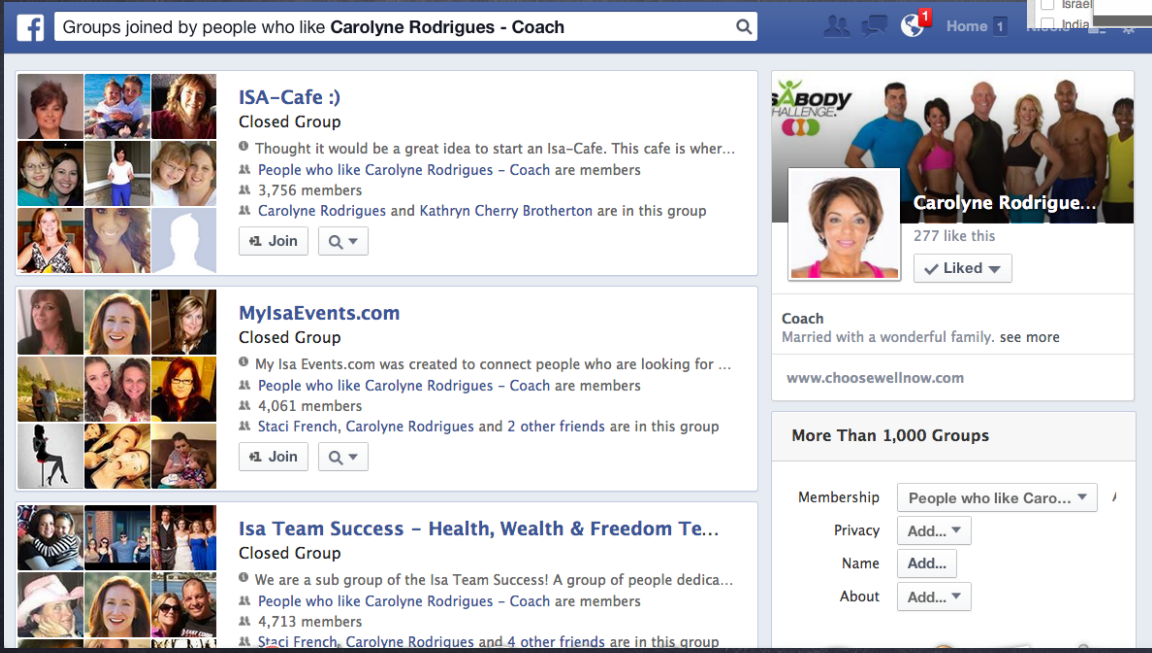 Groups joined by people who like Carolyne Rodrigues - Coach
1
Home 1
Israel
India
ISA-Cafe :)
Closed Group
Thought it would be a great idea to start an Isa-Cafe. This cafe is wher...
People who like Carolyne Rodrigues - Coach are members
3,756 members
Carolyne Rodrigues and Kathryn Cherry Brotherton are in this group
+1 Join
MyIsaEvents.com
Closed Group
My Isa Events.com was created to connect people who are looking for ...
People who like Carolyne Rodrigues - Coach are members
4,061 members
Staci French, Carolyne Rodrigues and 2 other friends are in this group
+1 Join
Isa Team Success - Health, Wealth & Freedom Te...
Closed Group
We are a sub group of the Isa Team Success! A group of people dedica...
People who like Carolyne Rodrigues - Coach are members
4,713 members
Staci French, Carolyne Rodrigues and 4 other friends are in this group
SABODY
HALLENGE.
Carolyne Rodrigue...
277 like this
Liked
Coach
Married with a wonderful family. see more
www.choosewellnow.com
More Than 1,000 Groups
Membership People who like Caro...
Privacy Add...
Name Add...
About Add...